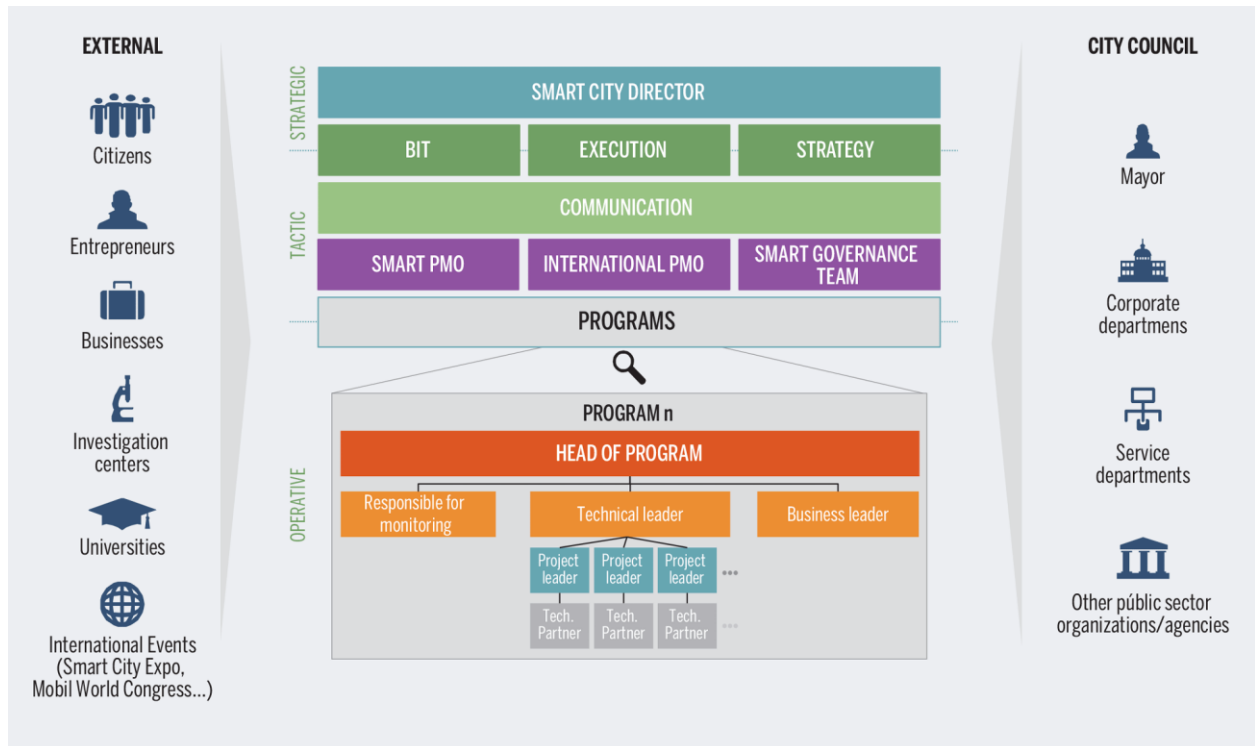 EXTERNAL
Citizens
Entrepreneurs
Businesses
Investigation
centers
Universities
International Events
(Smart City Expo,
Mobil World Congress...)
STRATEGIC
SMART CITY DIRECTOR
BIT
EXECUTION
STRATEGY
TACTIC
COMMUNICATION
SMART PMO
INTERNATIONAL PMO
SMART GOVERNANCE
TEAM
PROGRAMS
OPERATIVE
PROGRAM n
HEAD OF PROGRAM
Responsible for
monitoring
Technical leader
Business leader
Project
leader
Project
leader
Project
leader
...
Tech.
Partner
Tech.
Partner
Tech.
Partner
...
CITY COUNCIL
Mayor
Corporate
departmens
Service
departments
Other públic sector
organizations/agencies